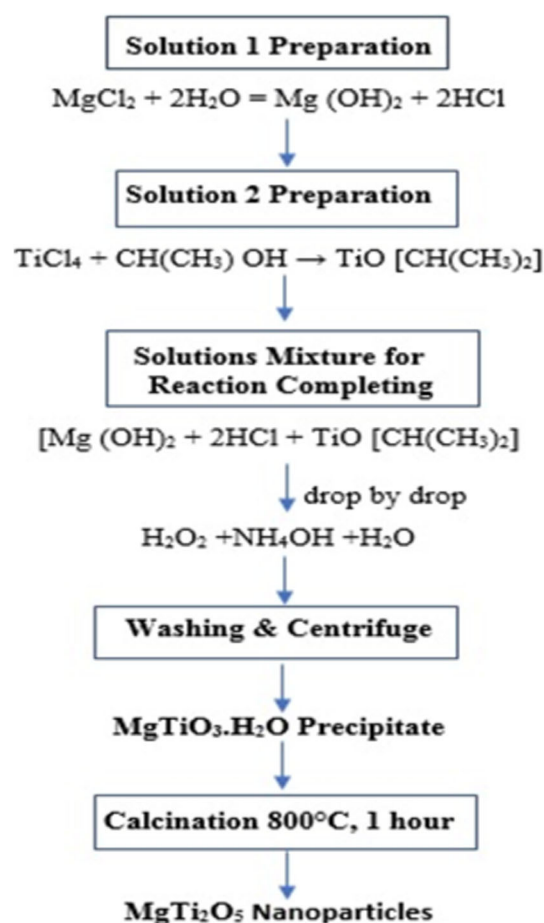 Solution 1 Preparation
MgCl₂ + 2H₂O = Mg (OH)₂ + 2HCl
Solution 2 Preparation
TiCl₄ + CH(CH₃) OH → TiO [CH(CH₃)₂]
Solutions Mixture for
Reaction Completing
[Mg (OH)₂ + 2HCl + TiO [CH(CH₃)₂]
drop by drop
H₂O₂ +NH₄OH +H₂O
Washing & Centrifuge
MgTiO₃.H₂O Precipitate
Calcination 800°C, 1 hour
MgTi₂O₅ Nanoparticles